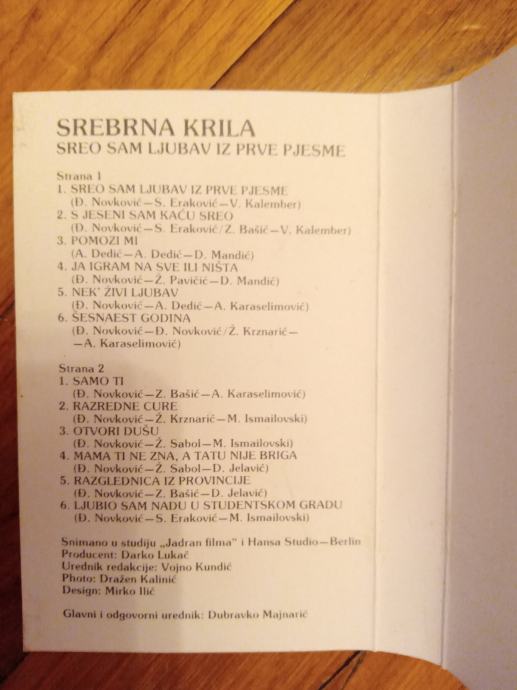 SREBRNA KRILA
SREO SAM LJUBAV IZ PRVE PJESME
Strana 1
1. SREO SAM LJUBAV IZ PRVE PJESME
(Đ. Novković—S. Eraković—V. Kalember)
2. S JESENI SAM KAĆU SREO
(Đ. Novković—S. Eraković/Z. Bašić—V. Kalember)
3. POMOZI MI
(A. Dedić—A. Dedić—D. Mandić)
4. JA IGRAM NA SVE ILI NIŠTA
(Đ. Novković—Ž. Pavičić—D. Mandić)
5. NEK' ŽIVI LJUBAV
(Đ. Novković—A. Dedić—A. Karaselimović)
6. ŠESNAEST GODINA
(Đ. Novković—Đ. Novković/Ž. Krznarić—
—A. Karaselimović)
Strana 2
1. SAMO TI
(Đ. Novković—Z. Bašić—A. Karaselimović)
2. RAZREDNE CURE
(Đ. Novković—Ž. Krznarić—M. Ismailovski)
3. OTVORI DUŠU
(Đ. Novković—Ž. Sabol—M. Ismailovski)
4. MAMA TI NE ZNA, A TATU NIJE BRIGA
(Đ. Novković—Ž. Sabol—D. Jelavić)
5. RAZGLEDNICA IZ PROVINCIJE
(Đ. Novković—Z. Bašić—D. Jelavić)
6. LJUBIO SAM NADU U STUDENTSKOM GRADU
(Đ. Novković—S. Eraković—M. Ismailovski)
Snimano u studiju „Jadran filma" i Hansa Studio—Berlin
Producent: Darko Lukač
Urednik redakcije: Vojno Kundić
Photo: Dražen Kalinić
Design: Mirko Ilić
Glavni i odgovorni urednik: Dubravko Majnarić